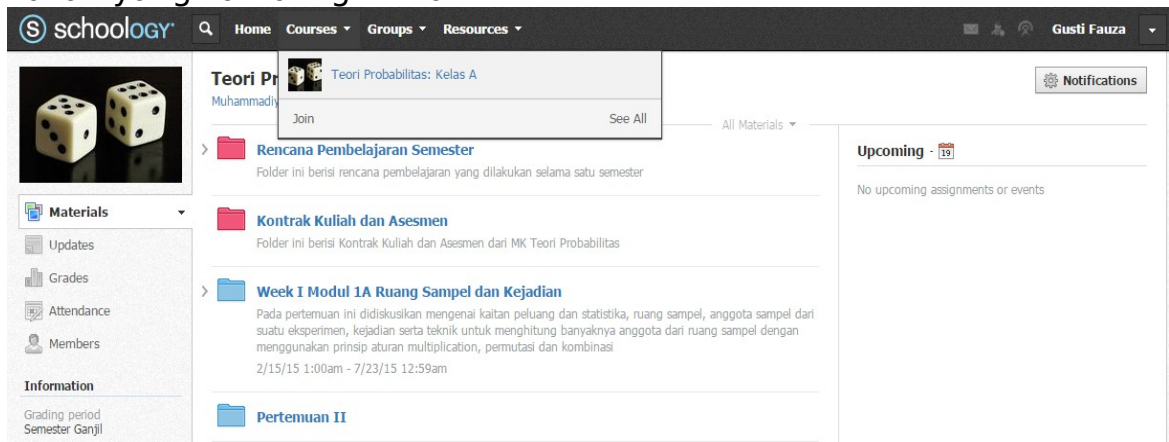 schoology
Home Courses Groups Resources
Gusti Fauza
Teori Pr
Teori Probabilitas: Kelas A
Notifications
Muhammadiy
Join See All
All Materials
Rencana Pembelajaran Semester
Folder ini berisi rencana pembelajaran yang dilakukan selama satu semester
Upcoming - 19
No upcoming assignments or events
Materials
Updates
Grades
Attendance
Members
Information
Grading period
Semester Ganjil
Kontrak Kuliah dan Asesmen
Folder ini berisi Kontrak Kuliah dan Asesmen dari MK Teori Probabilitas
Week I Modul 1A Ruang Sampel dan Kejadian
Pada pertemuan ini didiskusikan mengenai kaitan peluang dan statistika, ruang sampel, anggota sampel dari
suatu eksperimen, kejadian serta teknik untuk menghitung banyaknya anggota dari ruang sampel dengan
menggunakan prinsip aturan multiplication, permutasi dan kombinasi
2/15/15 1:00am - 7/23/15 12:59am
Pertemuan II